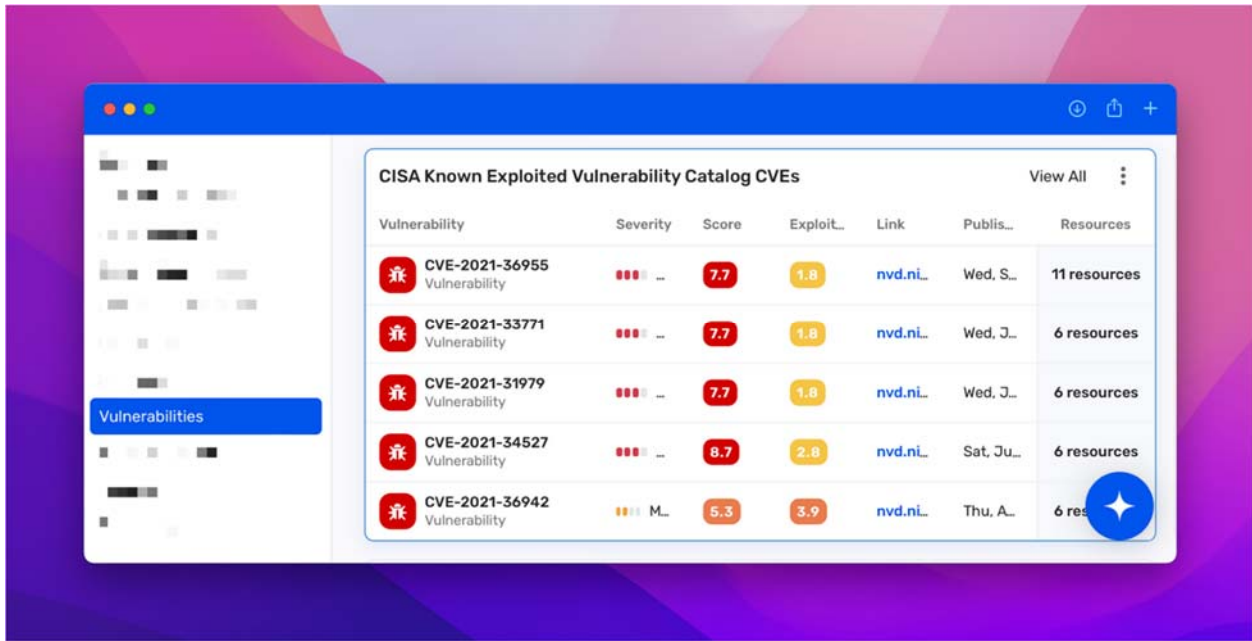 CISA Known Exploited Vulnerability Catalog CVEs View All
Vulnerability Severity Score Exploit... Link Publis... Resources
CVE-2021-36955
Vulnerability
... 7.7 1.8 nvd.ni... Wed, S... 11 resources
CVE-2021-33771
Vulnerability
... 7.7 1.8 nvd.ni... Wed, J... 6 resources
CVE-2021-31979
Vulnerability
... 7.7 1.8 nvd.ni... Wed, J... 6 resources
Vulnerabilities
CVE-2021-34527
Vulnerability
... 8.7 2.8 nvd.ni... Sat, Ju... 6 resources
CVE-2021-36942
Vulnerability
M... 5.3 3.9 nvd.ni... Thu, A... 6 res